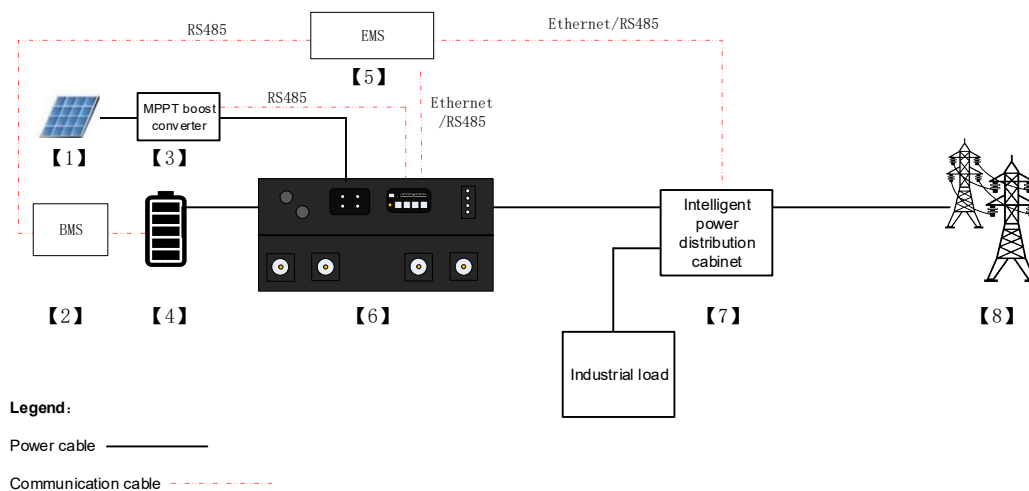 RS485
EMS
Ethernet/RS485
【5】
MPPT boost
converter
RS485
Ethernet
/RS485
【1】
【3】
BMS
Intelligent
power
distribution
cabinet
【2】
【4】
【6】
【7】
【8】
Industrial load
Legend:
Power cable
Communication cable